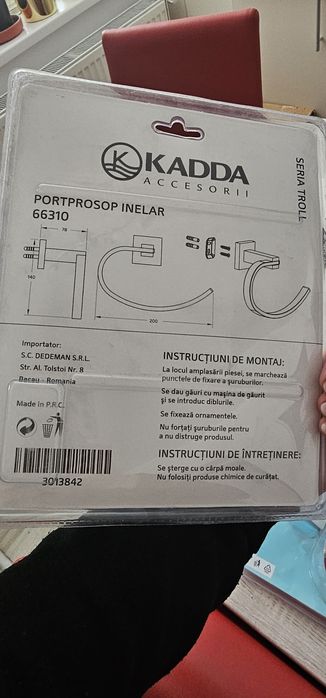 KADDA
ACCESORII
SERIA TROLL
PORTPROSOP INELAR
66310
78
140
200
Importator:
S.C. DEDEMAN S.R.L.
Str. Al. Tolstoi Nr. 8
Bacau - Romania
Made in P.R.C.
3013842
INSTRUCȚIUNI DE MONTAJ:
La locul amplasării piesei, se marchează
punctele de fixare a șuruburilor.
Se dau găuri cu mașina de găurit
și se introduc diblurile.
Se fixează ornamentele.
Nu forțați șuruburile pentru
a nu distruge produsul.
INSTRUCȚIUNI DE ÎNTREȚINERE:
Se șterge cu o cârpă moale.
Nu folosiți produse chimice de curățat.